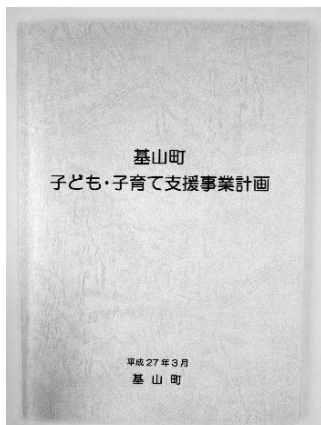 基山町
子ども・子育て支援事業計画
平成27年3月
基山町